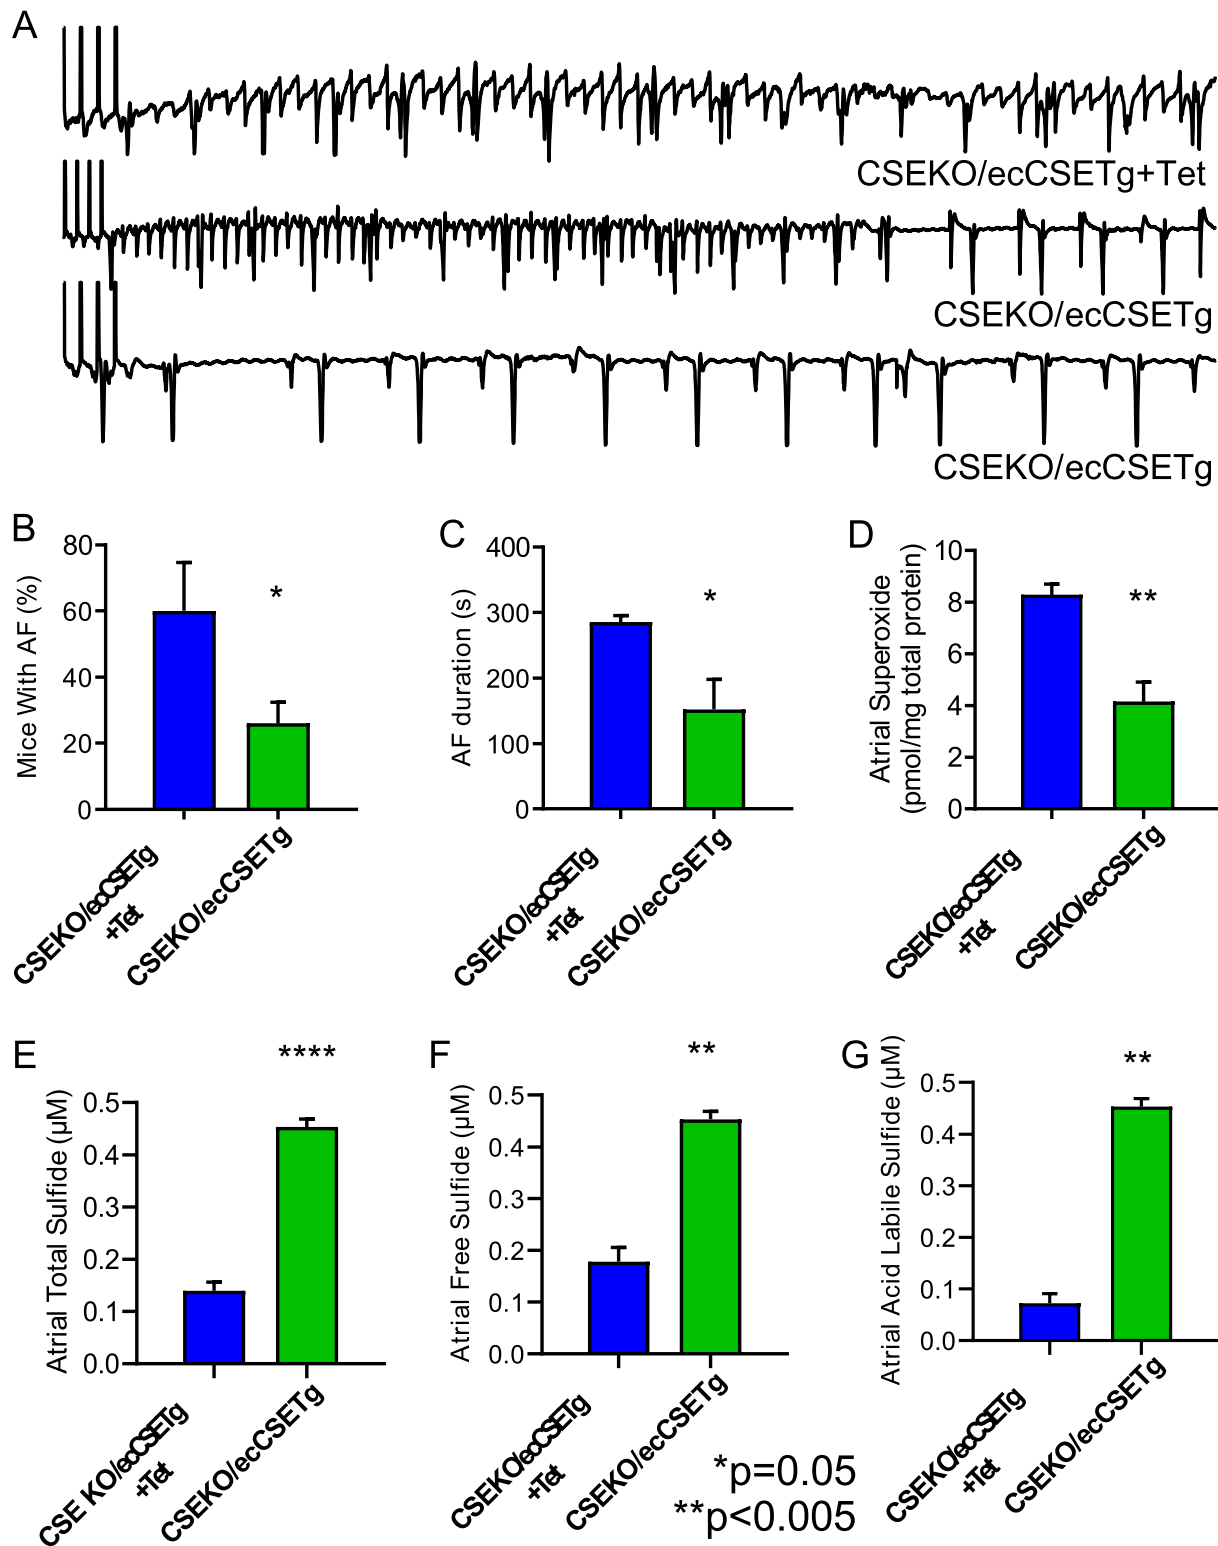 A
CSEKO/ecCSETg+Tet
CSEKO/ecCSETg
CSEKO/ecCSETg
B
Mice With AF (%)
80
60
40
20
0
*
CSEKO/ecCSETg
+Tet
CSEKO/ecCSETg
C
AF duration (s)
400
300
200
100
0
*
CSEKO/ecCSETg
+Tet
CSEKO/ecCSETg
D
Atrial Superoxide
(pmol/mg total protein)
10
8
6
4
2
0
**
CSEKO/ecCSETg
+Tet
CSEKO/ecCSETg
E
Atrial Total Sulfide (µM)
0.5
0.4
0.3
0.2
0.1
0.0
****
CSE KO/ecCSETg
+Tet
CSEKO/ecCSETg
F
Atrial Free Sulfide (µM)
0.5
0.4
0.3
0.2
0.1
0.0
**
CSEKO/ecCSETg
+Tet
CSEKO/ecCSETg
G
Atrial Acid Labile Sulfide (µM)
0.5
0.4
0.3
0.2
0.1
0.0
**
CSEKO/ecCSETg
+Tet
CSEKO/ecCSETg
*p=0.05
**p<0.005